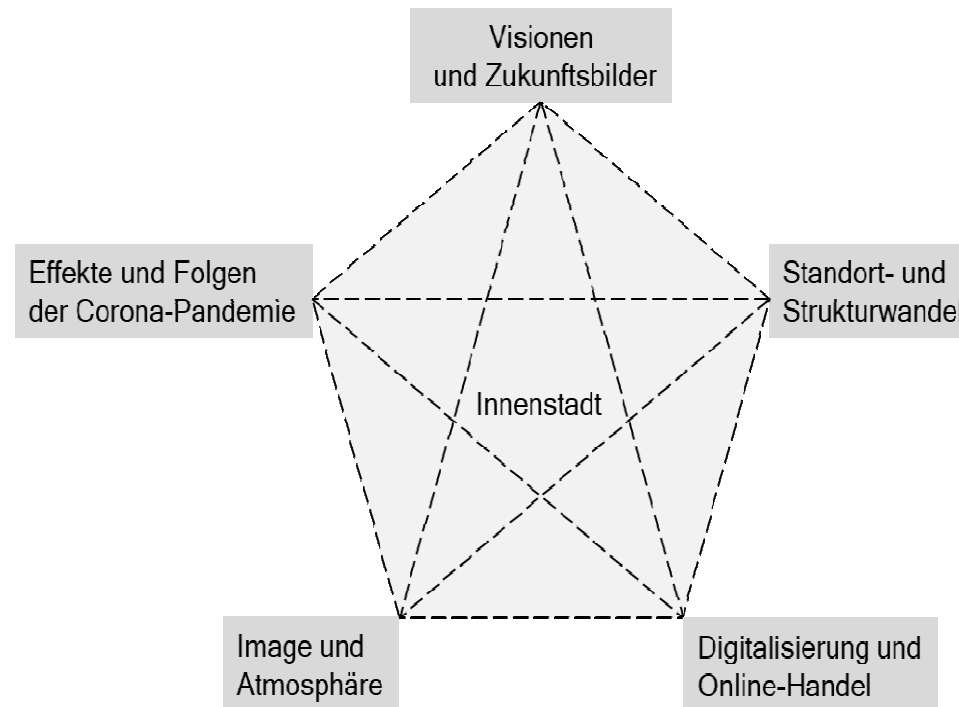 Visionen
und Zukunftsbilder
Effekte und Folgen
der Corona-Pandemie
Standort- und
Strukturwandel
Innenstadt
Image und
Atmosphäre
Digitalisierung und
Online-Handel